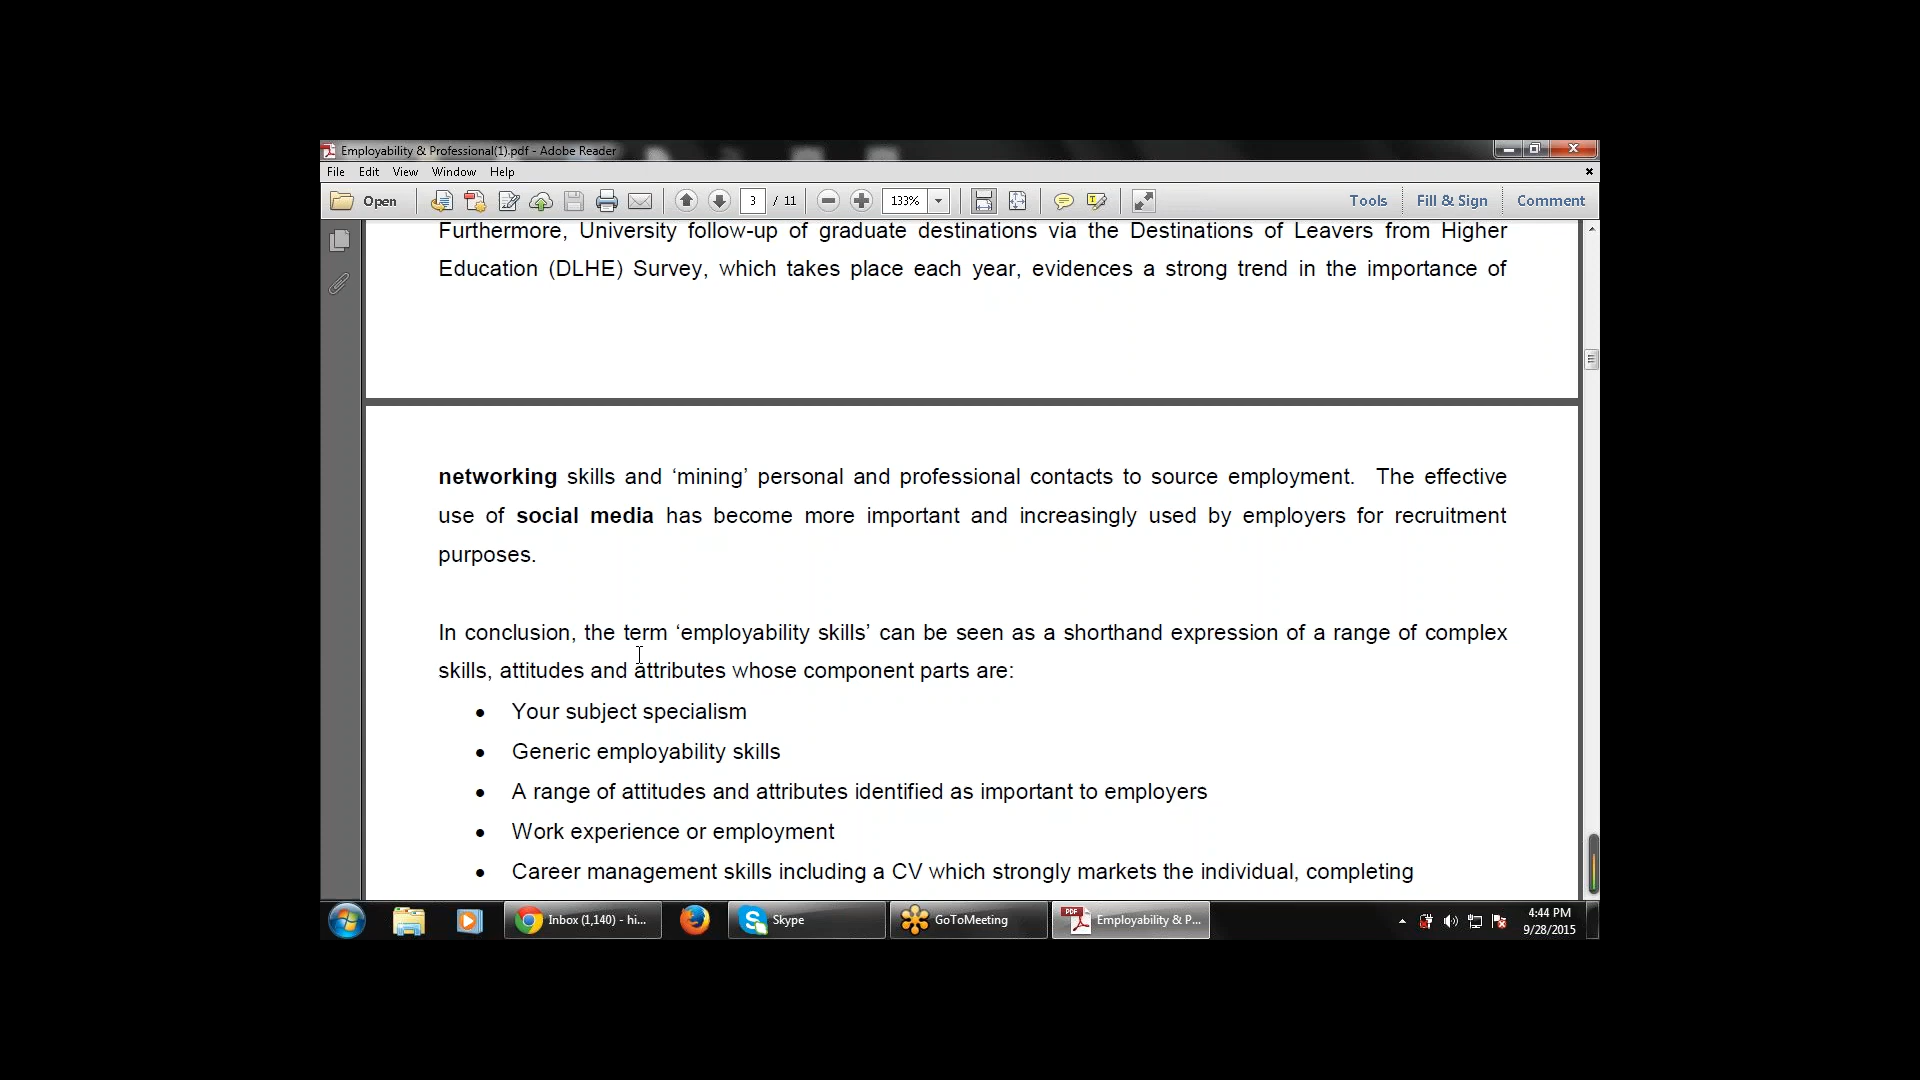 Employability & Professional(1).pdf - Adobe Reader
File Edit View Window Help
Open 3 / 11 133% Tools Fill & Sign Comment
Furthermore, University follow-up of graduate destinations via the Destinations of Leavers from Higher
Education (DLHE) Survey, which takes place each year, evidences a strong trend in the importance of
networking skills and ‘mining’ personal and professional contacts to source employment. The effective
use of social media has become more important and increasingly used by employers for recruitment
purposes.
In conclusion, the term ‘employability skills’ can be seen as a shorthand expression of a range of complex
skills, attitudes and attributes whose component parts are:
• Your subject specialism
• Generic employability skills
• A range of attitudes and attributes identified as important to employers
• Work experience or employment
• Career management skills including a CV which strongly markets the individual, completing
Inbox (1,140) - hi... Skype GoToMeeting PDF Employability & P... 4:44 PM
9/28/2015